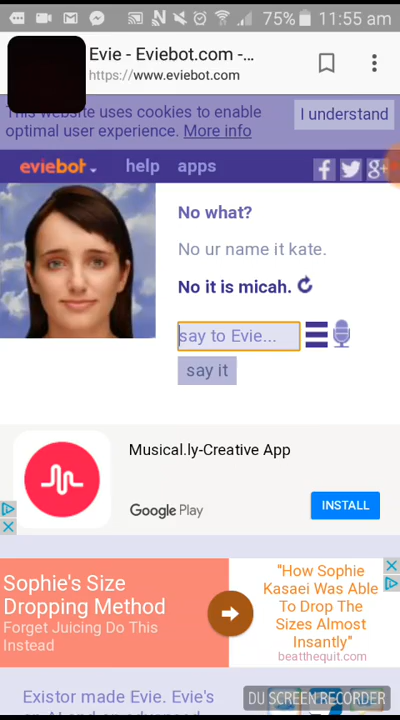 75% 11:55 am
Evie - Eviebot.com -...
https://www.eviebot.com
This website uses cookies to enable
optimal user experience. More info
I understand
eviebot help apps
f 8+
No what?
No ur name it kate.
No it is micah.
say to Evie...
say it
Musical.ly-Creative App
Google Play
INSTALL
Sophie's Size
Dropping Method
Forget Juicing Do This
Instead
"How Sophie
Kasaei Was Able
To Drop The
Sizes Almost
Insantly"
beatthequit.com
Existor made Evie. Evie's
DU SCREEN RECORDER